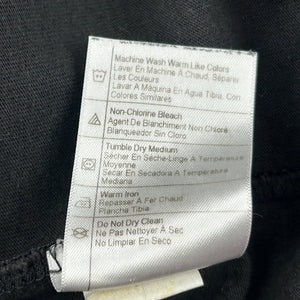 Machine Wash Warm Like Colors
Laver En Machine À Chaud, Séparer
Les Couleurs
Lavar A Máquina En Agua Tibia, Con
Colores Similares
Non-Chlorine Bleach
Agent De Blanchiment Non Chloré
Blanqueador Sin Cloro
Tumble Dry Medium
Sécher En Sèche-Linge À Température
Moyenne
Secar En Secadora A Temperatura
Mediana
Warm Iron
Repasser À Fer Chaud
Plancha Tibia
Do Not Dry Clean
Ne Pas Nettoyer À Sec
No Limpiar En Seco